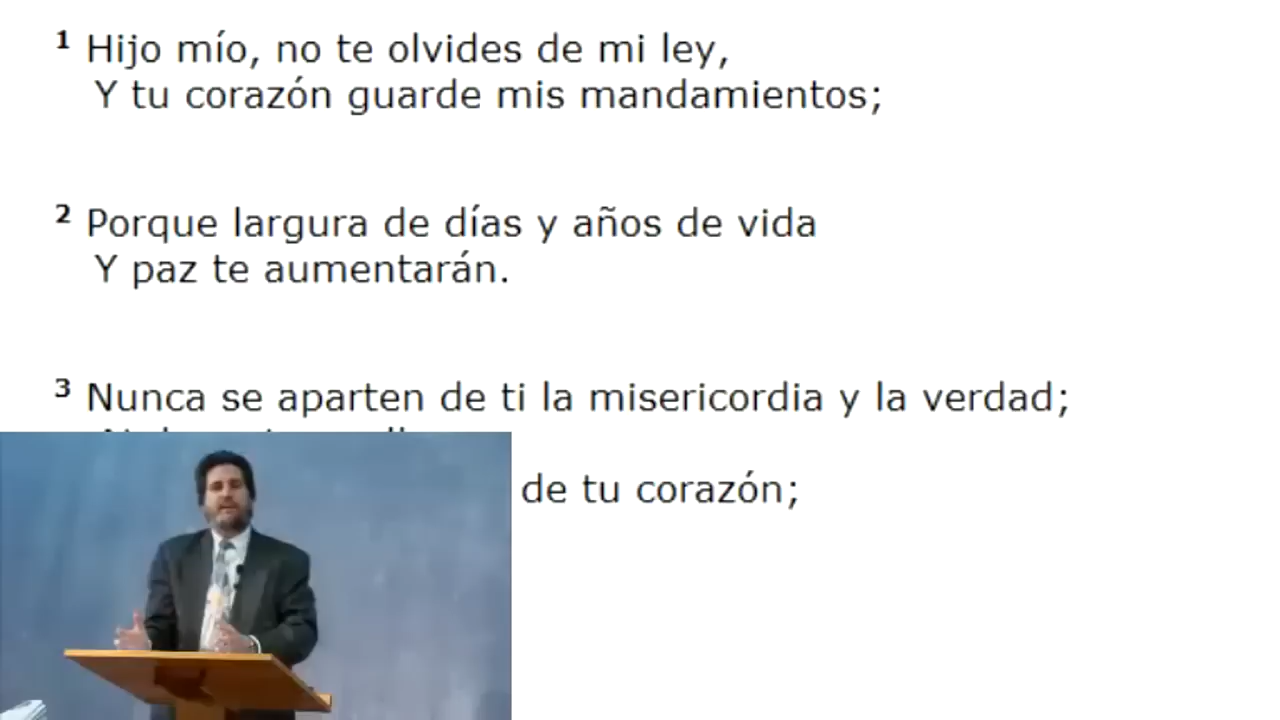 1 Hijo mío, no te olvides de mi ley,
Y tu corazón guarde mis mandamientos;
2 Porque largura de días y años de vida
Y paz te aumentarán.
3 Nunca se aparten de ti la misericordia y la verdad;
de tu corazón;